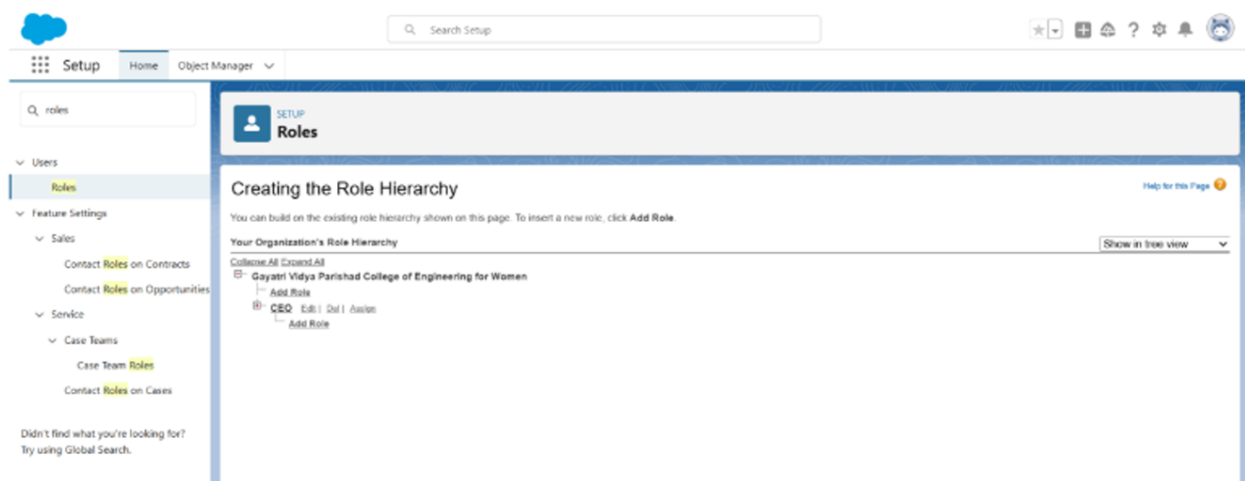 Search Setup
Setup
Home
Object Manager
roles
Users
Roles
Feature Settings
Sales
Contact Roles on Contracts
Contact Roles on Opportunities
Service
Case Teams
Case Team Roles
Contact Roles on Cases
Didn't find what you're looking for?
Try using Global Search.
SETUP
Roles
Creating the Role Hierarchy
Help for this Page
You can build on the existing role hierarchy shown on this page. To insert a new role, click Add Role.
Your Organization's Role Hierarchy
Show in tree view
Collapse All Expand All
Gayatri Vidya Parishad College of Engineering for Women
Add Role
CEO Edit | Del | Assign
Add Role